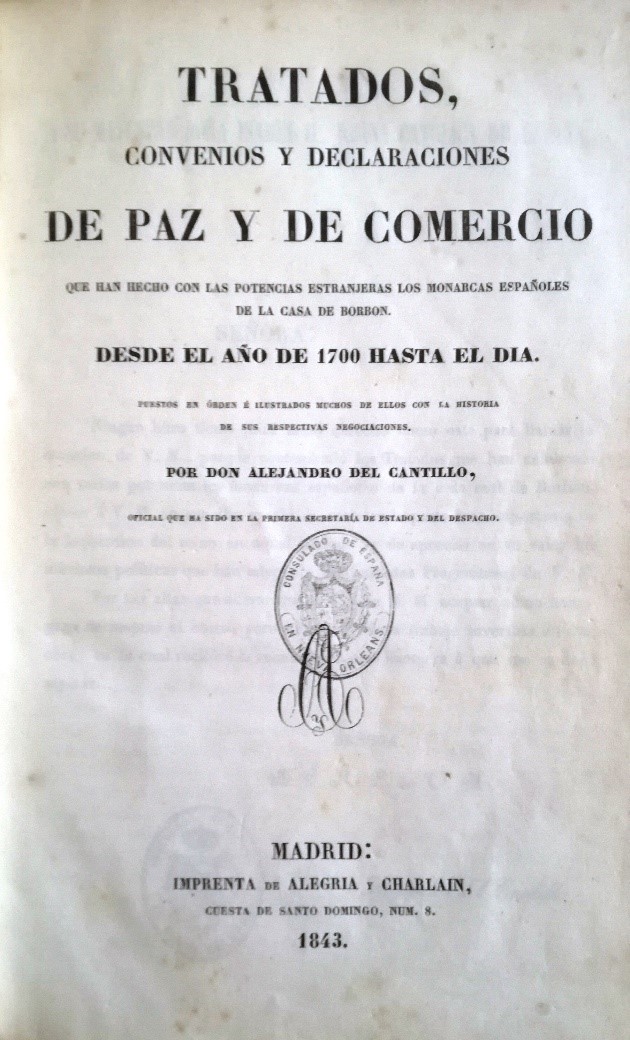 TRATADOS,
CONVENIOS Y DECLARACIONES
DE PAZ Y DE COMERCIO
QUE HAN HECHO CON LAS POTENCIAS ESTRANJERAS LOS MONARCAS ESPAÑOLES
DE LA CASA DE BORBON.
DESDE EL AÑO DE 1700 HASTA EL DIA.
PUESTOS EN ÓRDEN É ILUSTRADOS MUCHOS DE ELLOS CON LA HISTORIA
DE SUS RESPECTIVAS NEGOCIACIONES.
POR DON ALEJANDRO DEL CANTILLO,
OFICIAL QUE HA SIDO EN LA PRIMERA SECRETARÍA DE ESTADO Y DEL DESPACHO.
CONSULADO DE ESPAÑA
EN NUEVA ORLEANS.
MADRID:
IMPRENTA DE ALEGRIA Y CHARLAIN,
CUESTA DE SANTO DOMINGO, NUM. 8.
1843.